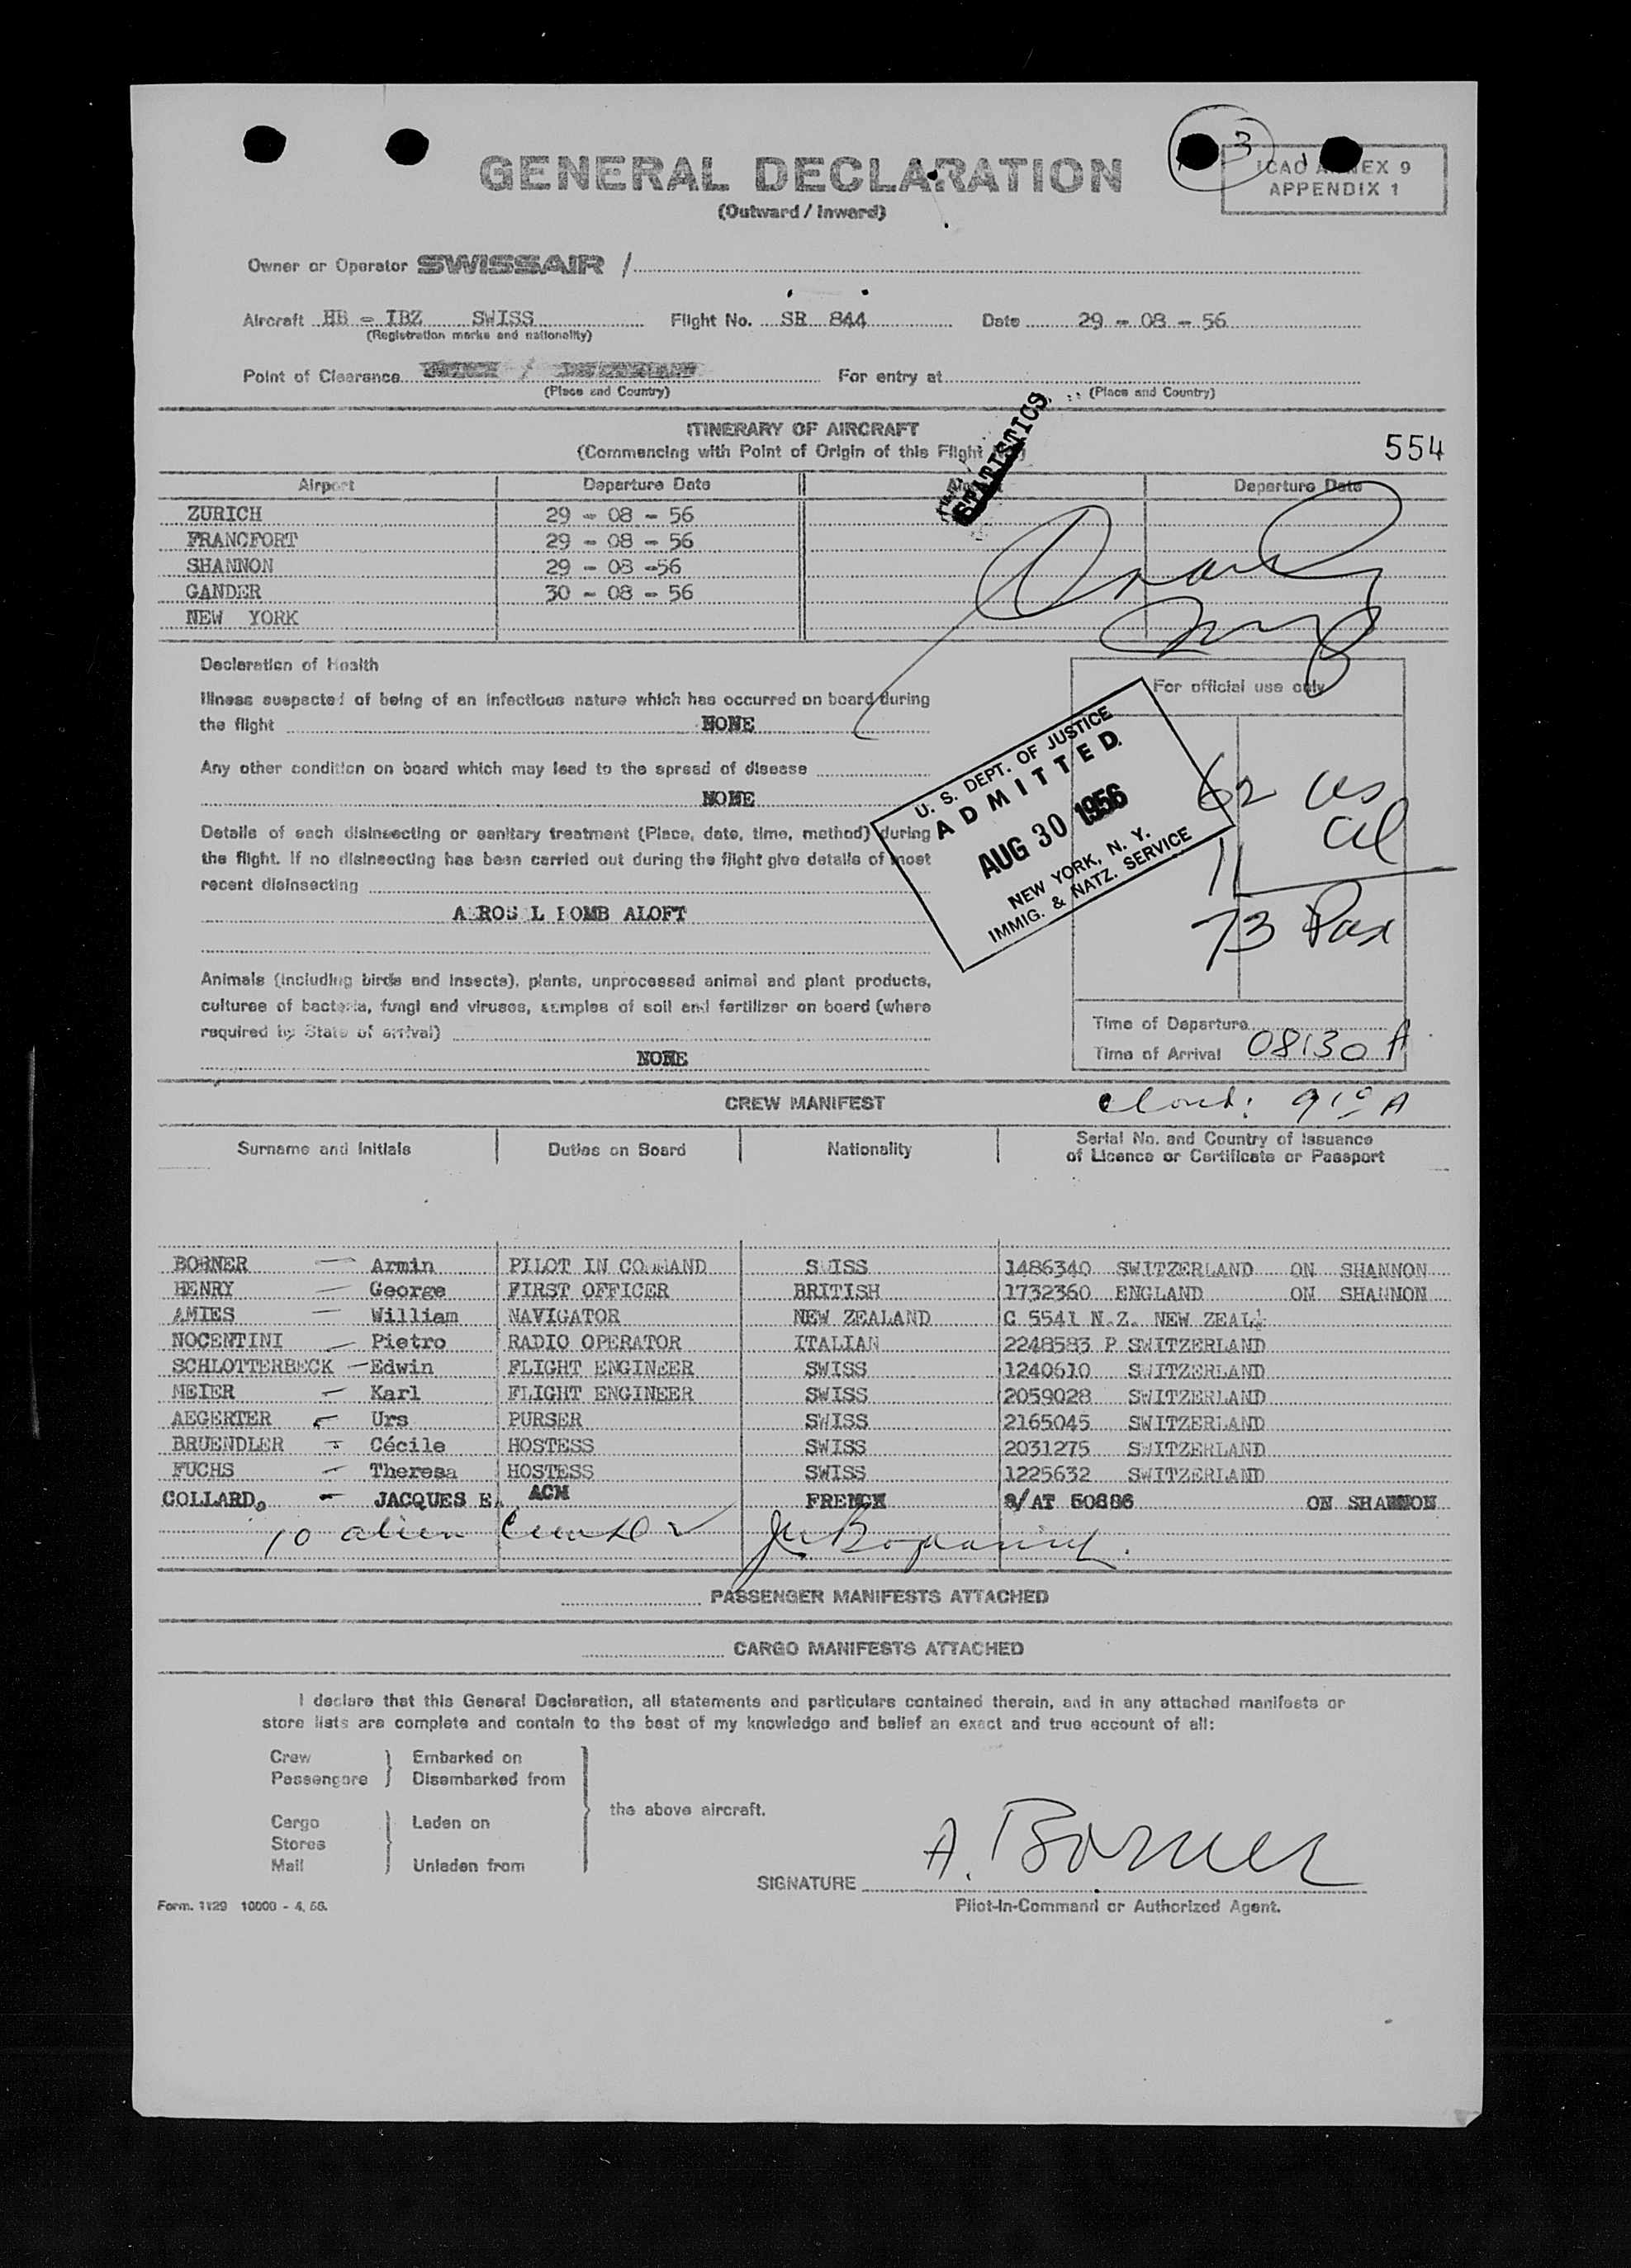 3
GENERAL DECLARATION
(Outward / Inward)
ICAO ANNEX 9
APPENDIX 1
Owner or Operator SWISSAIR /
Aircraft HB - IBZ SWISS Flight No. SR 844 Date 29 - 08 - 56
(Registration marks and nationality)
Point of Clearance For entry at
(Place and Country) (Place and Country)
STATISTICS
ITINERARY OF AIRCRAFT
(Commencing with Point of Origin of this Flight
554
Airport Departure Date Departure Date
ZURICH 29 - 08 - 56
FRANCFORT 29 - 08 - 56
SHANNON 29 - 08 -56
GANDER 30 - 08 - 56
NEW YORK
Declaration of Health
Illness suspected of being of an infectious nature which has occurred on board during
the flight NONE
Any other condition on board which may lead to the spread of disease
NONE
Details of each disinsecting or sanitary treatment (Place, date, time, method) during
the flight. If no disinsecting has been carried out during the flight give details of most
recent disinsecting
AEROSOL BOMB ALOFT
Animals (including birds and insects), plants, unprocessed animal and plant products,
cultures of bacteria, fungi and viruses, samples of soil and fertilizer on board (where
required by State of arrival)
NONE
For official use only
U. S. DEPT. OF JUSTICE
ADMITTED
AUG 30 1956
NEW YORK, N. Y.
IMMIG. & NATZ. SERVICE
62 us
11 al
73 Pax
Time of Departure
Time of Arrival 08:30 A
910 A
CREW MANIFEST
Surname and Initials Duties on Board Nationality Serial No. and Country of Issuance
of Licence or Certificate or Passport
BORNER — Armin PILOT IN COMMAND SWISS 1486340 SWITZERLAND ON SHANNON
HENRY — George FIRST OFFICER BRITISH 1732360 ENGLAND ON SHANNON
AMIES — William NAVIGATOR NEW ZEALAND C 5541 N.Z. NEW ZEAL.
NOCENTINI — Pietro RADIO OPERATOR ITALIAN 2248583 P SWITZERLAND
SCHLOTTERBECK — Edwin FLIGHT ENGINEER SWISS 1240610 SWITZERLAND
MEIER — Karl FLIGHT ENGINEER SWISS 2059028 SWITZERLAND
AEGERTER — Urs PURSER SWISS 2165045 SWITZERLAND
BRUENDLER — Cécile HOSTESS SWISS 2031275 SWITZERLAND
FUCHS — Theresa HOSTESS SWISS 1225632 SWITZERLAND
COLLARD. — JACQUES E. ACM FRENCH S/AT 50886 ON SHANNON
10 alien
PASSENGER MANIFESTS ATTACHED
CARGO MANIFESTS ATTACHED
I declare that this General Declaration, all statements and particulars contained therein, and in any attached manifests or
store lists are complete and contain to the best of my knowledge and belief an exact and true account of all:
Crew Embarked on
Passengers Disembarked from
the above aircraft.
Cargo Laden on
Stores
Mail Unladen from
SIGNATURE A. Borner
Pilot-in-Command or Authorized Agent.
Form. 1129 10000 - 4. 56.